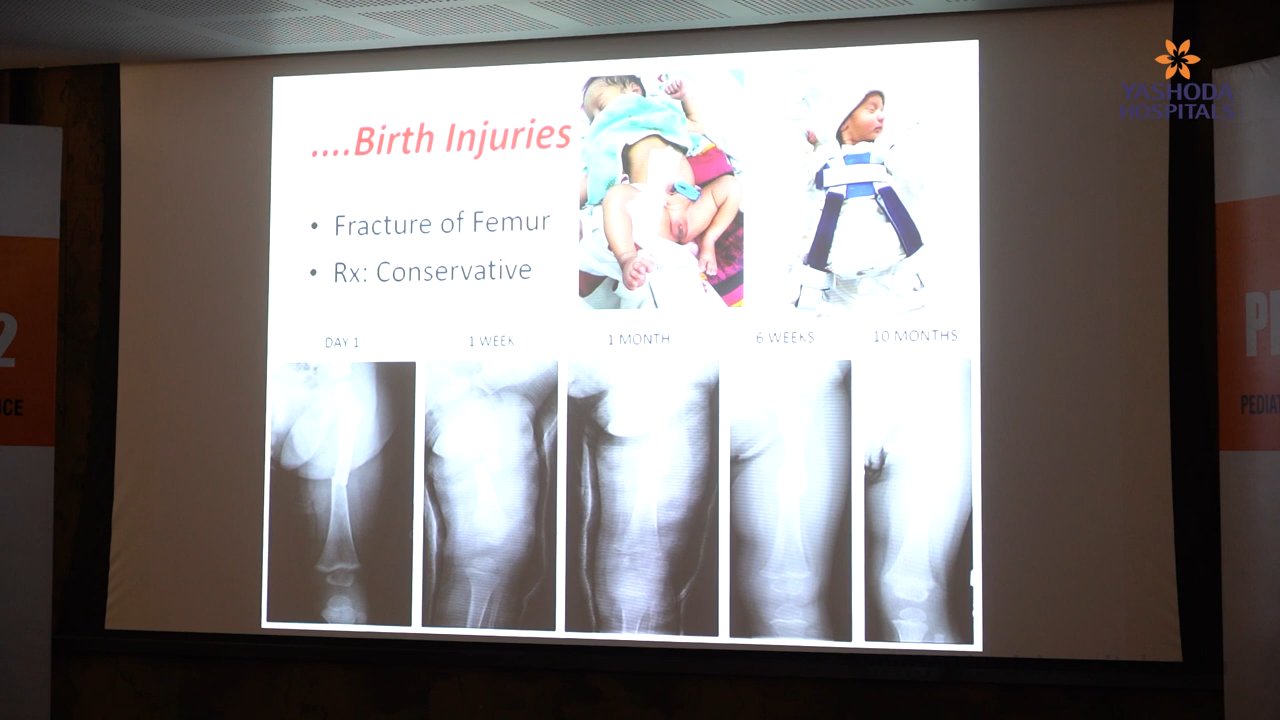 YASHODA
HOSPITALS
....Birth Injuries
• Fracture of Femur
• Rx: Conservative
DAY 1
1 WEEK
1 MONTH
6 WEEKS
10 MONTHS
2